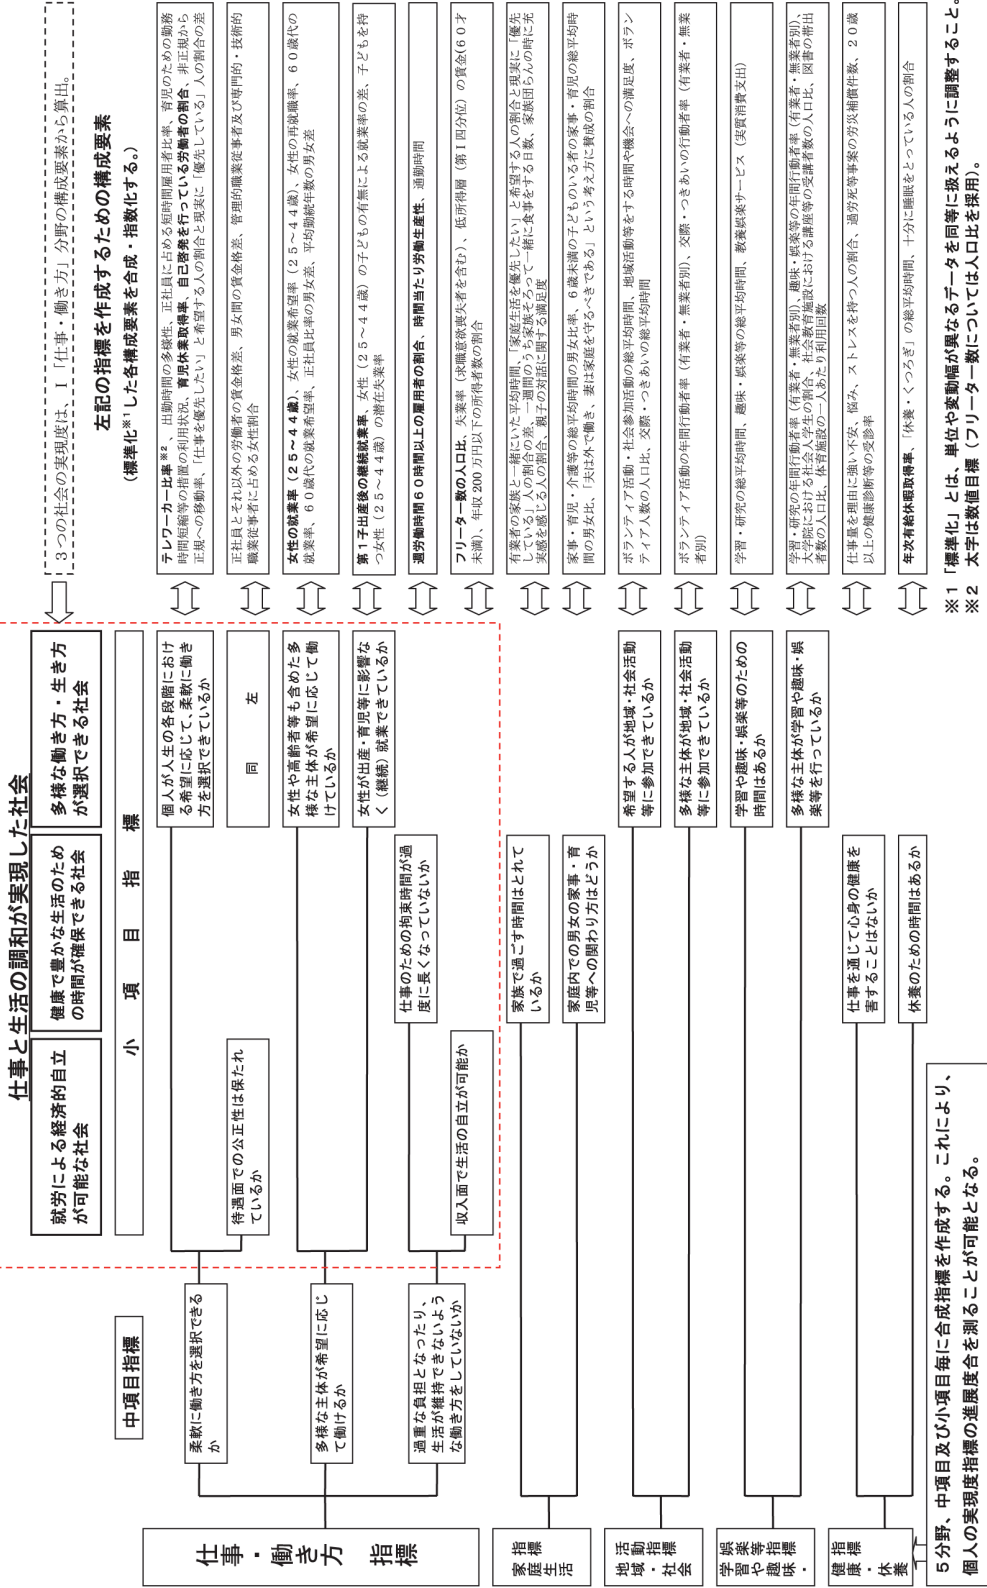 仕事と生活の調和が実現した社会
就労による経済的自立
が可能な社会
健康で豊かな生活のため
の時間が確保できる社会
多様な働き方・生き方
が選択できる社会
３つの社会の実現度は、Ⅰ「仕事・働き方」分野の構成要素から算出。
中項目指標
小項目指標
左記の指標を作成するための構成要素
（標準化※１した各構成要素を合成・指数化する。）
仕事・働き方 指標
柔軟に働き方を選択できる
か
個人が人生の各段階におけ
る希望に応じて、柔軟に働き
方を選択できているか
テレワーカー比率※２、出勤時間の多様性、正社員に占める短時間雇用者比率、育児のための勤務
時間短縮等の措置の利用状況、育児休業取得率、自己啓発を行っている労働者の割合、非正規から
正規への移動率、「仕事を優先したい」と希望する人の割合と現実に「優先している」人の割合の差
待遇面での公正性は保たれ
ているか
同 左
正社員とそれ以外の労働者の賃金格差、男女間の賃金格差、管理的職業従事者及び専門的・技術的
職業従事者に占める女性割合
多様な主体が希望に応じ
て働けるか
女性や高齢者等も含めた多
様な主体が希望に応じて働
けているか
女性の就業率（２５～４４歳）、女性の就業希望率（２５～４４歳）、女性の再就職率、６０歳代の
就業率、６０歳代の就業希望率、正社員比率の男女差、平均勤続年数の男女差
女性が出産・育児等に影響な
く（継続）就業できているか
第１子出産後の継続就業率、女性（２５～４４歳）の子どもの有無による就業率の差、子どもを持
つ女性（２５～４４歳）の潜在失業率
過重な負担となったり、
生活が維持できないよう
な働き方をしていないか
仕事のための拘束時間が過
度に長くなっていないか
週労働時間６０時間以上の雇用者の割合、時間当たり労働生産性、通勤時間
収入面で生活の自立が可能か
フリーター数の人口比、失業率（求職意欲喪失者を含む）、低所得層（第Ⅰ四分位）の賃金（６０才
未満）、年収200万円以下の所得者数の割合
家庭生活
指標
家族で過ごす時間はとれて
いるか
有業者の家族と一緒にいた平均時間、「家庭生活を優先したい」と希望する人の割合と現実に「優先
している」人の割合の差、一週間のうち家族そろって一緒に食事をする日数、家族団らんの時に充
実感を感じる人の割合、親子の対話に関する満足度
家庭内での男女の家事・育
児等への関わり方はどうか
家事・育児・介護等の総平均時間の男女比率、６歳未満の子どものいる者の家事・育児の総平均時
間の男女比、「夫は外で働き、妻は家庭を守るべきである」という考え方に賛成の割合
地域・社会
活動指標
希望する人が地域・社会活動
等に参加できているか
ボランティア活動・社会参加活動の総平均時間、地域活動等をする時間や機会への満足度、ボラン
ティア人数の人口比、交際・つきあいの総平均時間
多様な主体が地域・社会活動
等に参加できているか
ボランティア活動の年間行動者率（有業者・無業者別）、交際・つきあいの行動者率（有業者・無業
者別）
学習や趣味・
娯楽等指標
学習や趣味・娯楽等のための
時間はあるか
学習・研究の総平均時間、趣味・娯楽等の総平均時間、教養娯楽サービス（実質消費支出）
多様な主体が学習や趣味・娯
楽等を行っているか
学習・研究の年間行動者率（有業者・無業者別）、趣味・娯楽等の年間行動者率（有業者・無業者別）、
大学院における社会人学生の割合、社会教育施設における講座等の受講者数の人口比、図書の帯出
者数の人口比、体育施設の一人あたり利用回数
健康・休養
指標
仕事を通じて心身の健康を
害することはないか
仕事量を理由に強い不安、悩み、ストレスを持つ人の割合、過労死等事案の労災補償件数、２０歳
以上の健康診断等の受診率
休養のための時間はあるか
年次有給休暇取得率、「休養・くつろぎ」の総平均時間、十分に睡眠をとっている人の割合
５分野、中項目及び小項目毎に合成指標を作成する。これにより、
個人の実現度指標の進展度合を測ることが可能となる。
※１「標準化」とは、単位や変動幅が異なるデータを同等に扱えるように調整すること。
※２ 太字は数値目標（フリーター数については人口比を採用）。